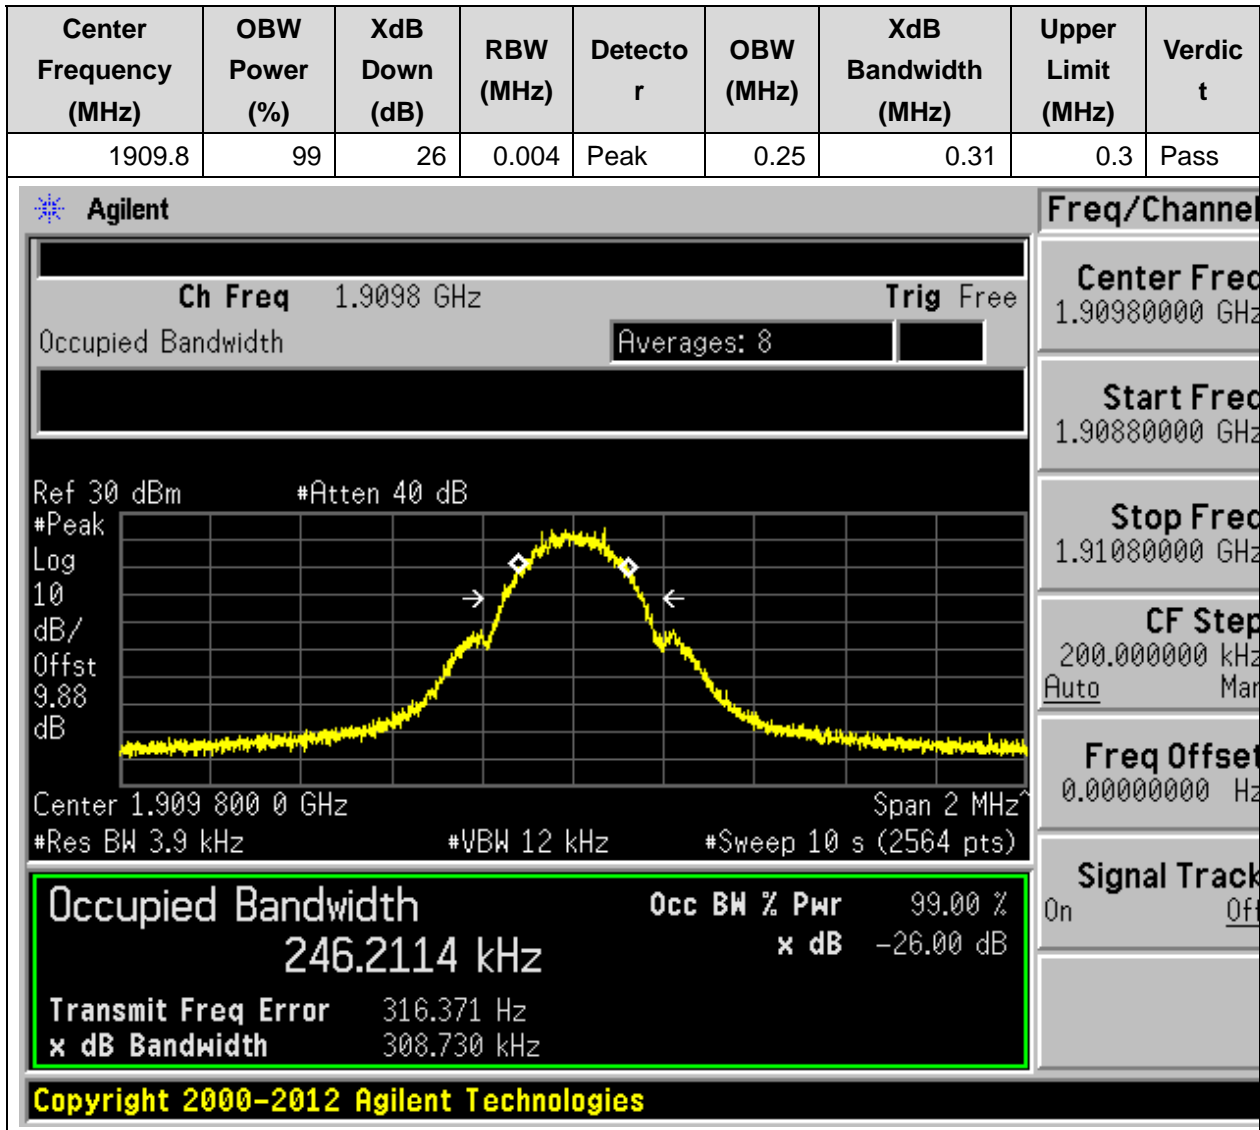 Center Frequency (MHz) OBW Power (%) XdB Down (dB) RBW (MHz) Detecto r OBW (MHz) XdB Bandwidth (MHz) Upper Limit (MHz) Verdic t
1909.8 99 26 0.004 Peak 0.25 0.31 0.3 Pass
Agilent
Freq/Channel
Ch Freq 1.9098 GHz Trig Free
Occupied Bandwidth Averages: 8
Center Freq
1.90980000 GHz
Start Freq
1.90880000 GHz
Stop Freq
1.91080000 GHz
CF Step
200.000000 kHz
Auto Man
Freq Offset
0.00000000 Hz
Signal Track
On Off
Ref 30 dBm #Atten 40 dB
#Peak
Log
10
dB/
Offst
9.88
dB
Center 1.909 800 0 GHz Span 2 MHz^
#Res BW 3.9 kHz #VBW 12 kHz #Sweep 10 s (2564 pts)
Occupied Bandwidth Occ BW % Pwr 99.00 %
246.2114 kHz x dB -26.00 dB
Transmit Freq Error 316.371 Hz
x dB Bandwidth 308.730 kHz
Copyright 2000-2012 Agilent Technologies